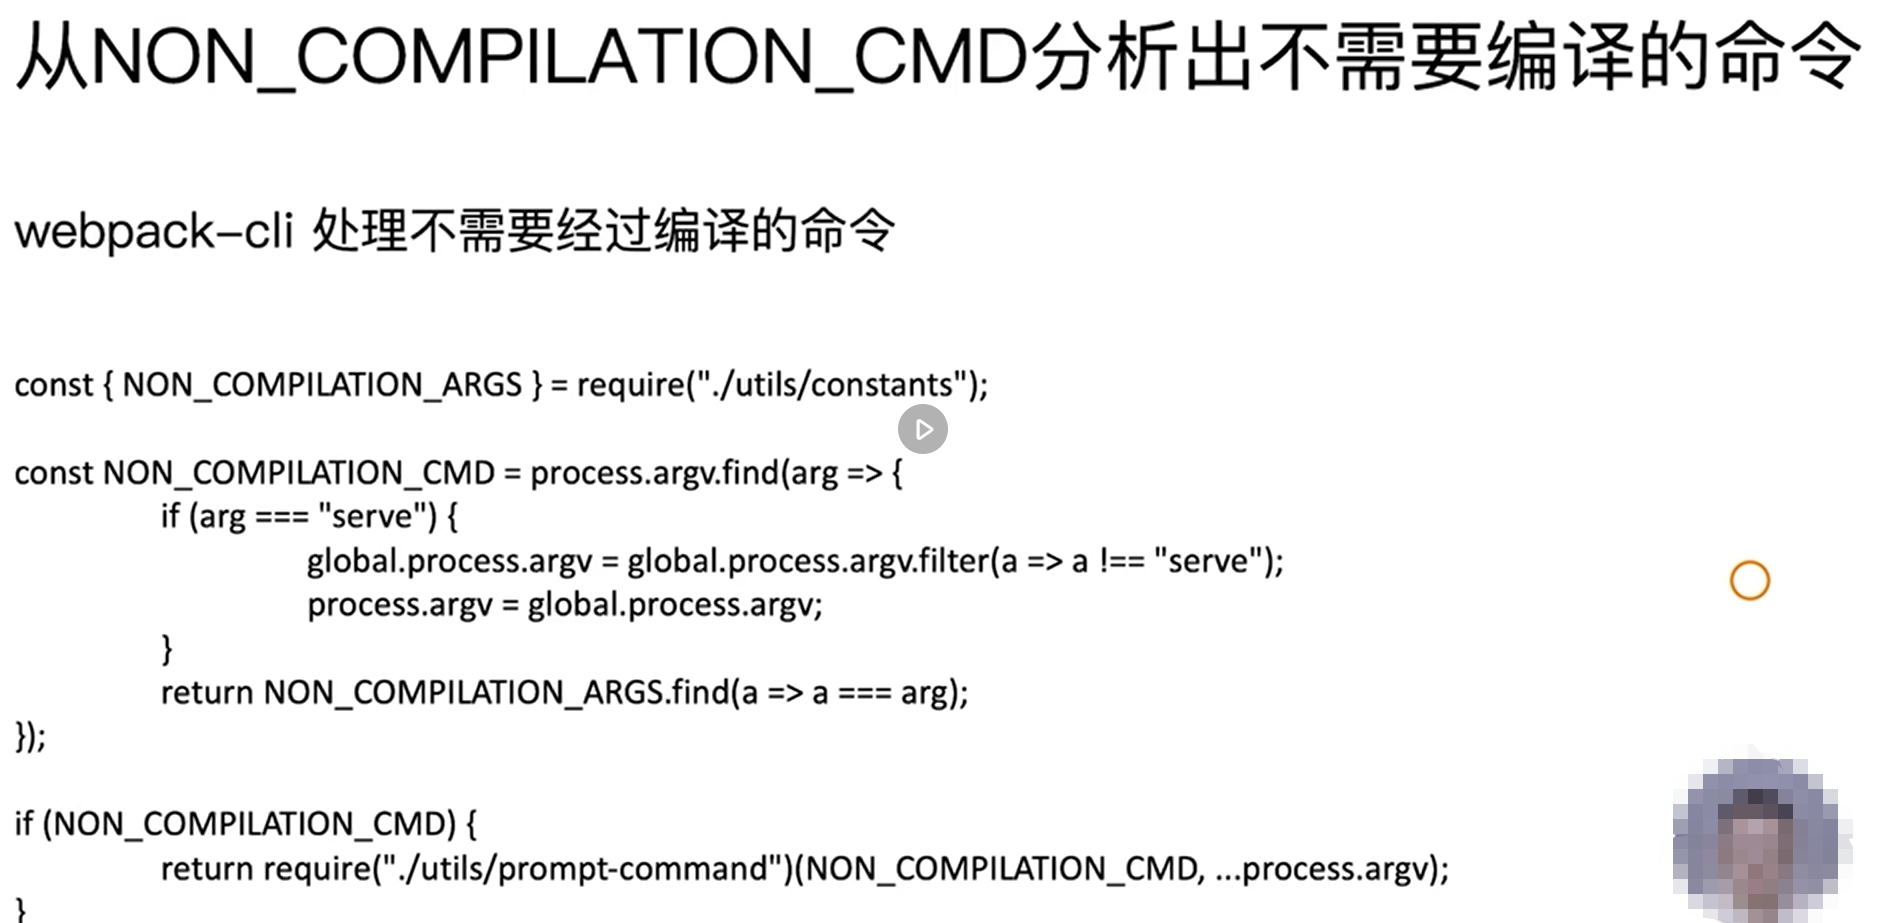 从NON_COMPILATION_CMD分析出不需要编译的命令
webpack-cli 处理不需要经过编译的命令
const { NON_COMPILATION_ARGS } = require("./utils/constants");
const NON_COMPILATION_CMD = process.argv.find(arg => {
if (arg === "serve") {
global.process.argv = global.process.argv.filter(a => a !== "serve");
process.argv = global.process.argv;
}
return NON_COMPILATION_ARGS.find(a => a === arg);
});
if (NON_COMPILATION_CMD) {
return require("./utils/prompt-command")(NON_COMPILATION_CMD, ...process.argv);
}